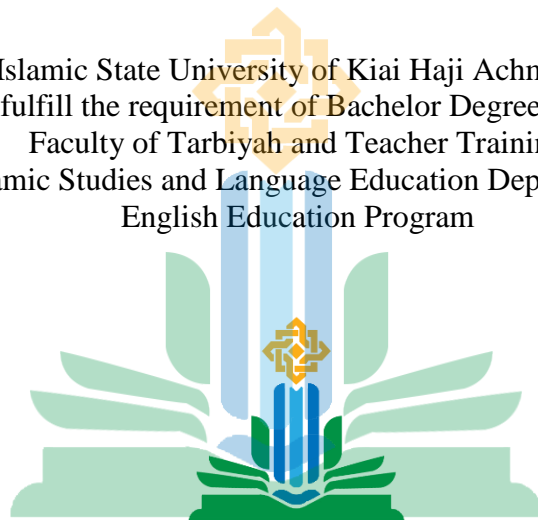 Islamic State University of Kiai Haji Achm
fulfill the requirement of Bachelor Degree
Faculty of Tarbiyah and Teacher Trainin
amic Studies and Language Education Dep
English Education Program